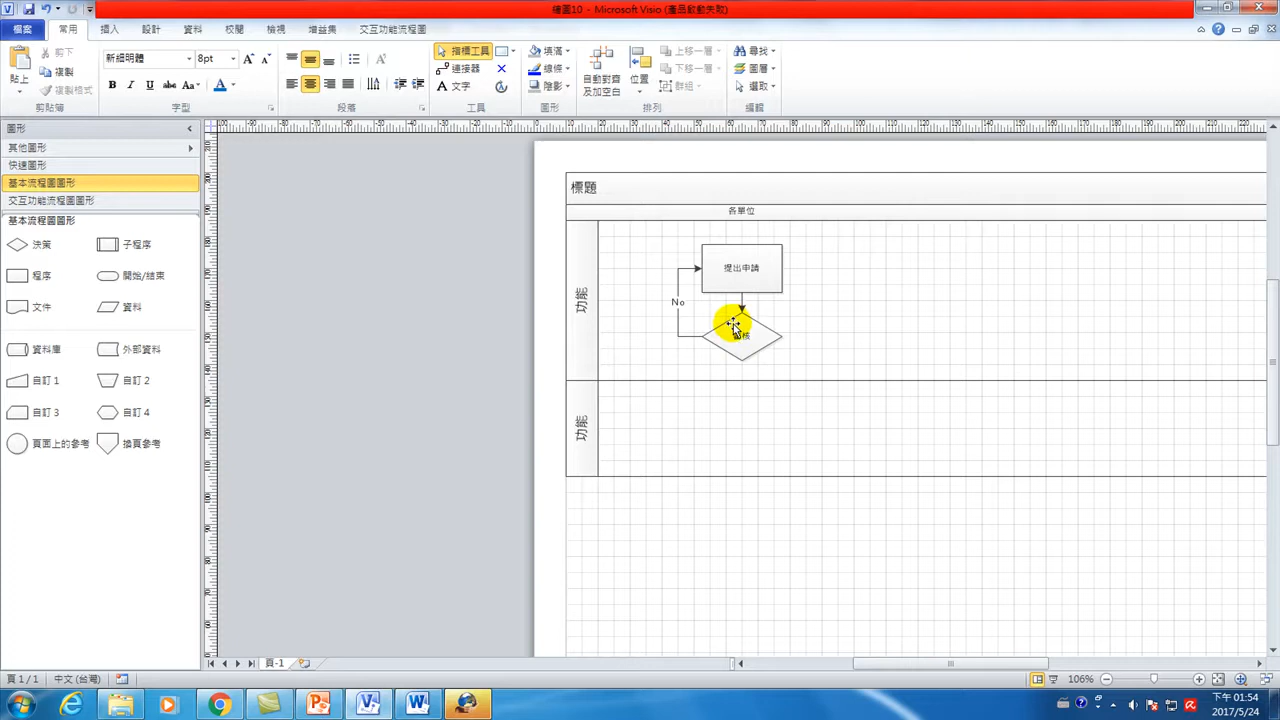 繪圖10 - Microsoft Visio (產品啟動失敗)
檔案 常用 插入 設計 資料 校閱 檢視 增益集 交互功能流程圖
貼上
剪下
複製
複製格式
剪貼簿
新細明體 8pt
B I U abc Aa A
字型
段落
指標工具
連接器
A 文字
工具
填滿
線條
陰影
圖形
自動對齊
及加空白
位置
上移一層
下移一層
群組
排列
尋找
圖層
選取
編輯
圖形
其他圖形
快速圖形
基本流程圖圖形
交互功能流程圖圖形
基本流程圖圖形
決策 子程序
程序 開始/結束
文件 資料
資料庫 外部資料
自訂 1 自訂 2
自訂 3 自訂 4
頁面上的參考 換頁參考
標題
各單位
功能
提出申請
No
核
功能
頁-1
頁 1 / 1 中文 (台灣)
106%
下午 01:54
2017/5/24